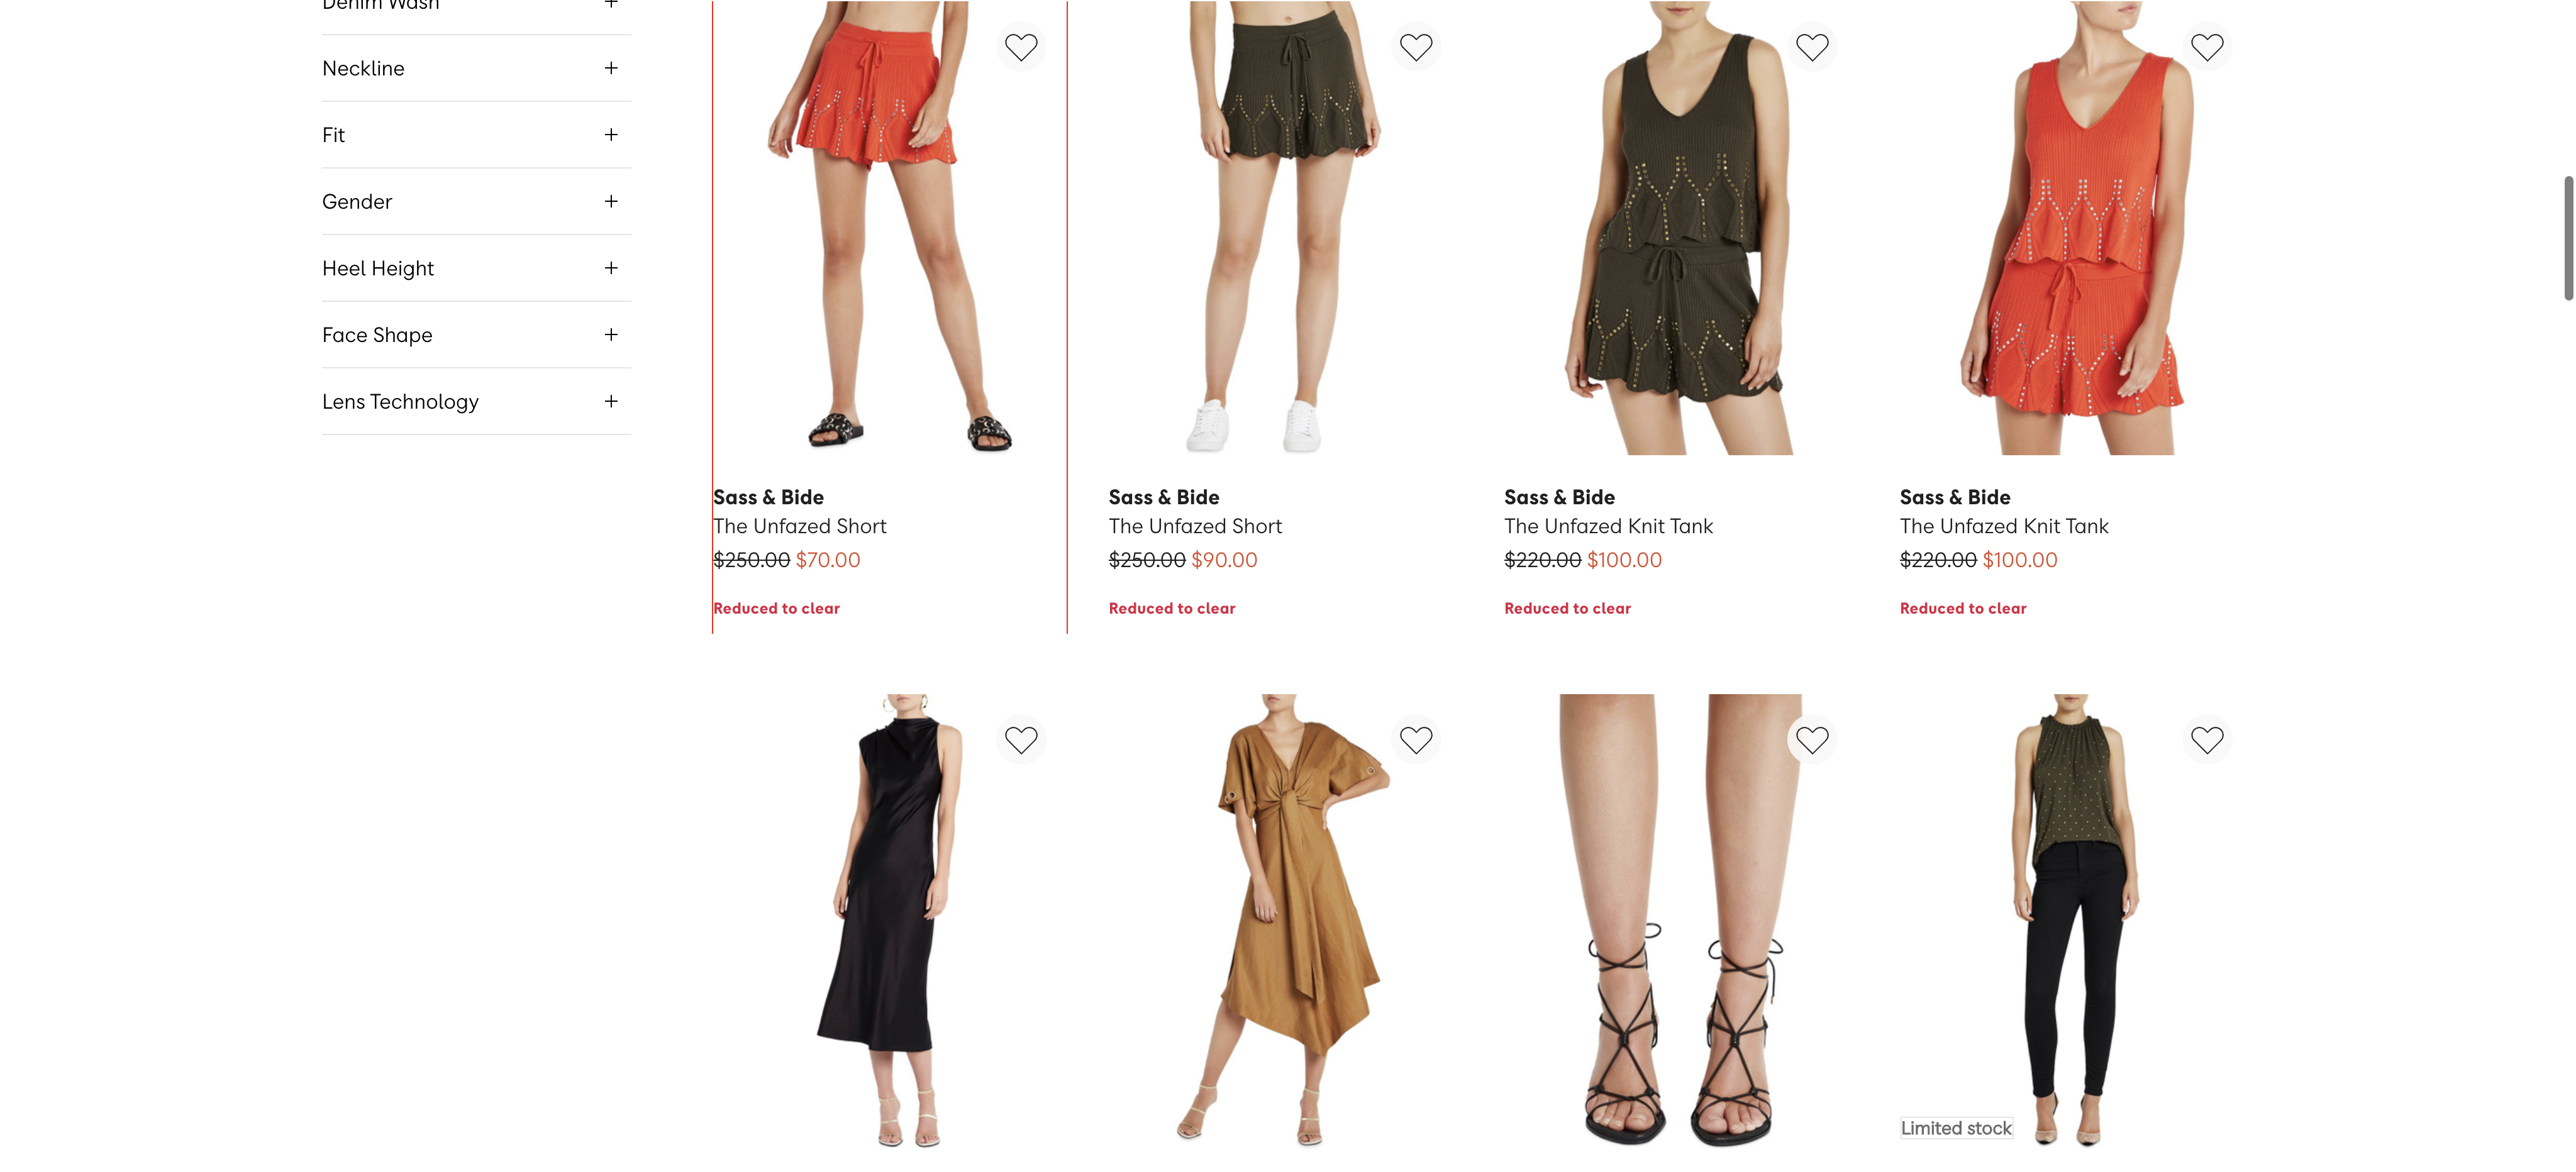 Denim Wash
Neckline
Fit
Gender
Heel Height
Face Shape
Lens Technology
Sass & Bide
The Unfazed Short
$250.00 $70.00
Reduced to clear
Sass & Bide
The Unfazed Short
$250.00 $90.00
Reduced to clear
Sass & Bide
The Unfazed Knit Tank
$220.00 $100.00
Reduced to clear
Sass & Bide
The Unfazed Knit Tank
$220.00 $100.00
Reduced to clear
Limited stock